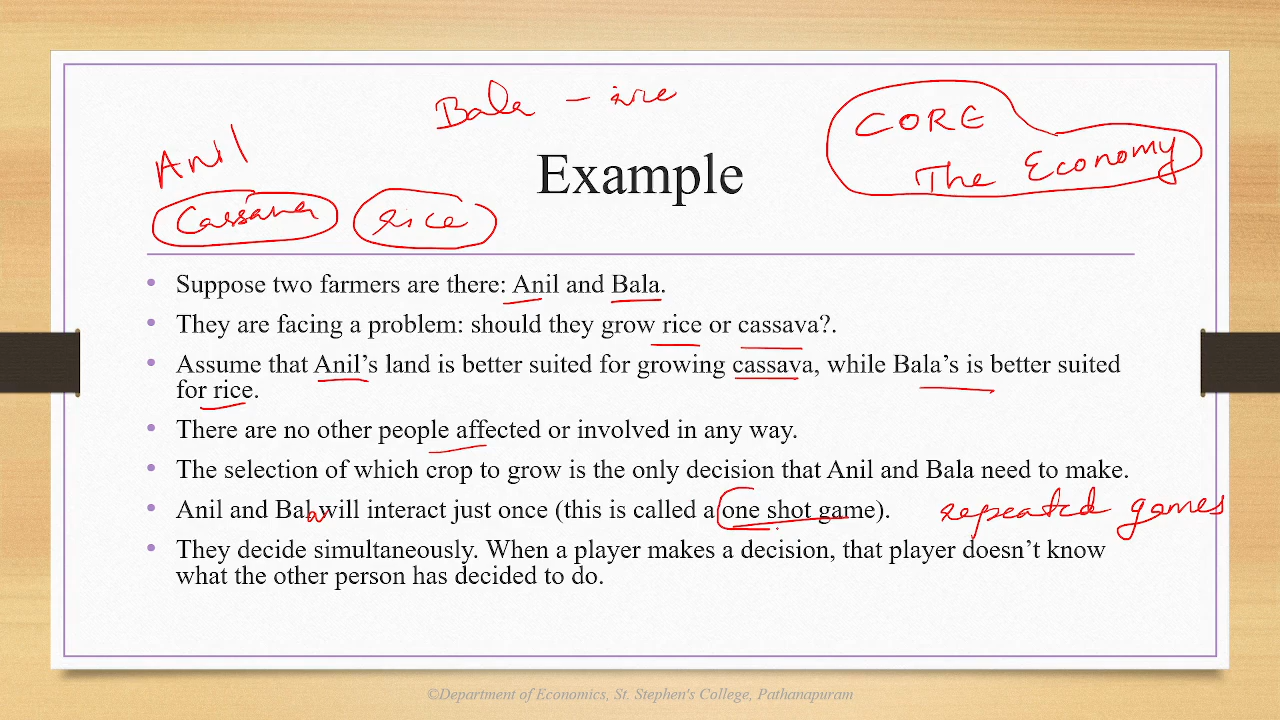 Bala –
CORE
The Economy
Anil
Example
Cassava rice
• Suppose two farmers are there: Anil and Bala.
• They are facing a problem: should they grow rice or cassava?.
• Assume that Anil’s land is better suited for growing cassava, while Bala’s is better suited
for rice.
• There are no other people affected or involved in any way.
• The selection of which crop to grow is the only decision that Anil and Bala need to make.
• Anil and Bala will interact just once (this is called a one shot game). repeated games
• They decide simultaneously. When a player makes a decision, that player doesn’t know
what the other person has decided to do.
©Department of Economics, St. Stephen's College, Pathanapuram